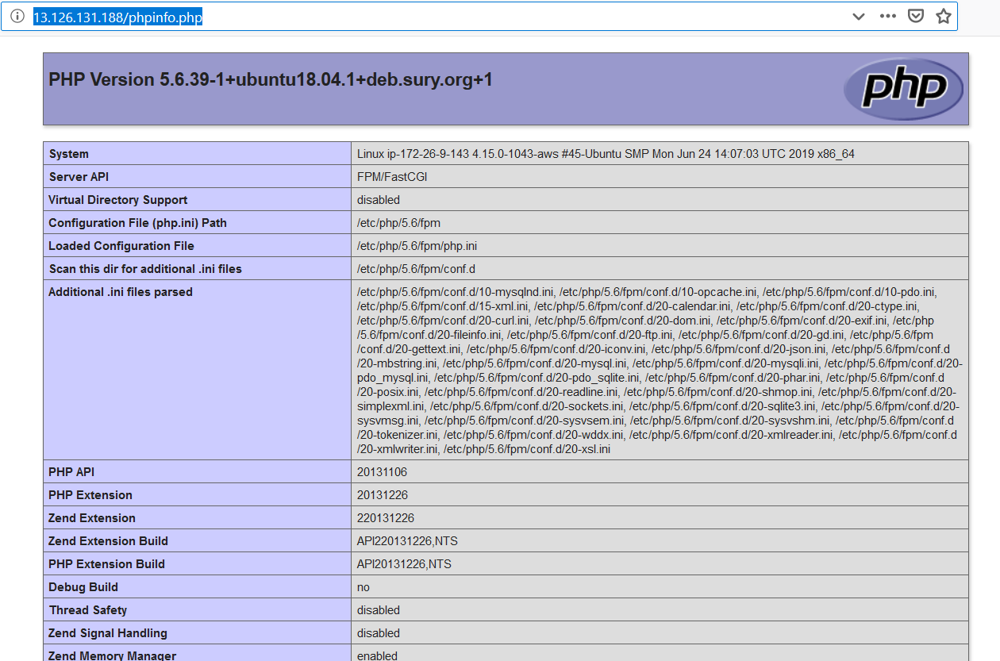 13.126.131.188/phpinfo.php
PHP Version 5.6.39-1+ubuntu18.04.1+deb.sury.org+1
php
System Linux ip-172-26-9-143 4.15.0-1043-aws #45-Ubuntu SMP Mon Jun 24 14:07:03 UTC 2019 x86_64
Server API FPM/FastCGI
Virtual Directory Support disabled
Configuration File (php.ini) Path /etc/php/5.6/fpm
Loaded Configuration File /etc/php/5.6/fpm/php.ini
Scan this dir for additional .ini files /etc/php/5.6/fpm/conf.d
Additional .ini files parsed /etc/php/5.6/fpm/conf.d/10-mysqlnd.ini, /etc/php/5.6/fpm/conf.d/10-opcache.ini, /etc/php/5.6/fpm/conf.d/10-pdo.ini,
/etc/php/5.6/fpm/conf.d/15-xml.ini, /etc/php/5.6/fpm/conf.d/20-calendar.ini, /etc/php/5.6/fpm/conf.d/20-ctype.ini,
/etc/php/5.6/fpm/conf.d/20-curl.ini, /etc/php/5.6/fpm/conf.d/20-dom.ini, /etc/php/5.6/fpm/conf.d/20-exif.ini, /etc/php
/5.6/fpm/conf.d/20-fileinfo.ini, /etc/php/5.6/fpm/conf.d/20-ftp.ini, /etc/php/5.6/fpm/conf.d/20-gd.ini, /etc/php/5.6/fpm
/conf.d/20-gettext.ini, /etc/php/5.6/fpm/conf.d/20-iconv.ini, /etc/php/5.6/fpm/conf.d/20-json.ini, /etc/php/5.6/fpm/conf.d
/20-mbstring.ini, /etc/php/5.6/fpm/conf.d/20-mysql.ini, /etc/php/5.6/fpm/conf.d/20-mysqli.ini, /etc/php/5.6/fpm/conf.d/20-
pdo_mysql.ini, /etc/php/5.6/fpm/conf.d/20-pdo_sqlite.ini, /etc/php/5.6/fpm/conf.d/20-phar.ini, /etc/php/5.6/fpm/conf.d
/20-posix.ini, /etc/php/5.6/fpm/conf.d/20-readline.ini, /etc/php/5.6/fpm/conf.d/20-shmop.ini, /etc/php/5.6/fpm/conf.d/20-
simplexml.ini, /etc/php/5.6/fpm/conf.d/20-sockets.ini, /etc/php/5.6/fpm/conf.d/20-sqlite3.ini, /etc/php/5.6/fpm/conf.d/20-
sysvmsg.ini, /etc/php/5.6/fpm/conf.d/20-sysvsem.ini, /etc/php/5.6/fpm/conf.d/20-sysvshm.ini, /etc/php/5.6/fpm/conf.d
/20-tokenizer.ini, /etc/php/5.6/fpm/conf.d/20-wddx.ini, /etc/php/5.6/fpm/conf.d/20-xmlreader.ini, /etc/php/5.6/fpm/conf.d
/20-xmlwriter.ini, /etc/php/5.6/fpm/conf.d/20-xsl.ini
PHP API 20131106
PHP Extension 20131226
Zend Extension 220131226
Zend Extension Build API220131226,NTS
PHP Extension Build API20131226,NTS
Debug Build no
Thread Safety disabled
Zend Signal Handling disabled
Zend Memory Manager enabled